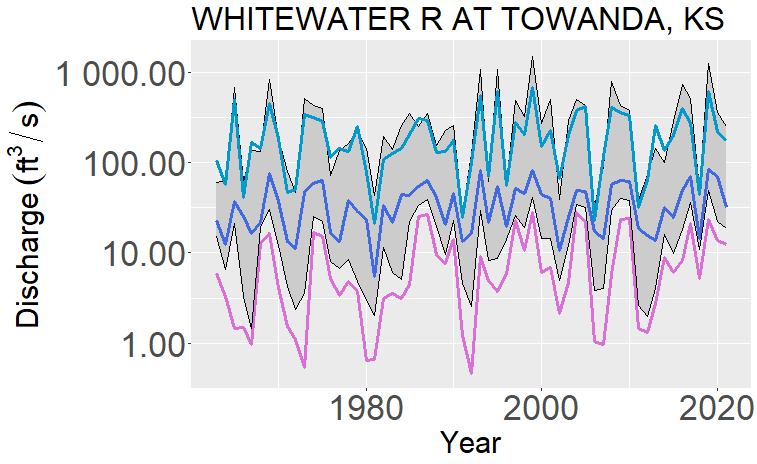 WHITEWATER R AT TOWANDA, KS
Discharge (ft³/s)
1 000.00
100.00
10.00
1.00
1980 2000 2020
Year